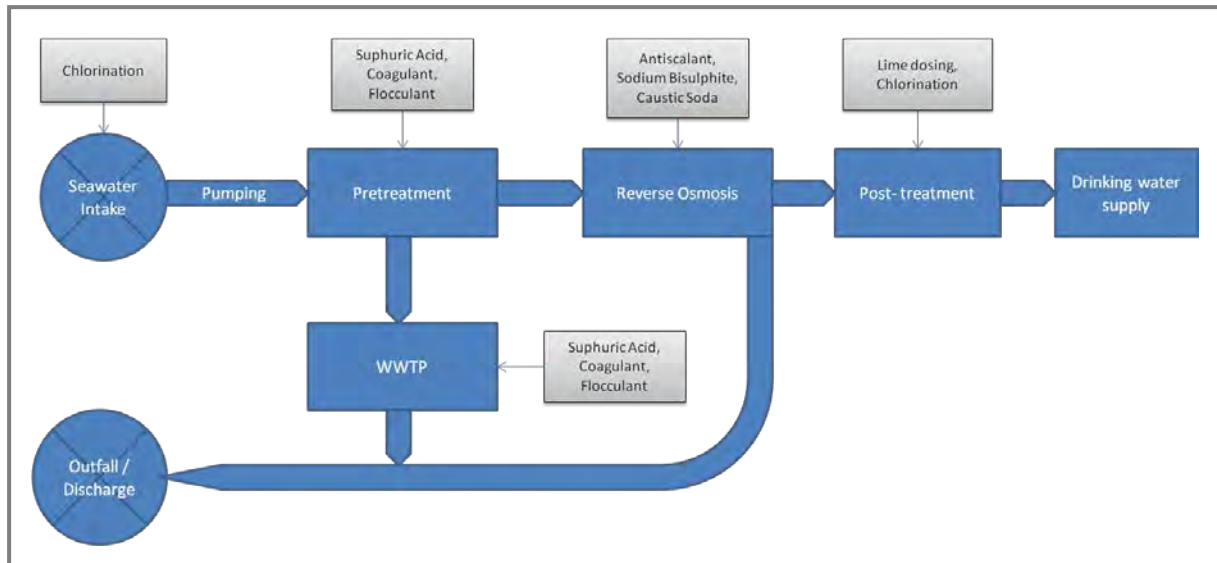 Chlorination
Suphuric Acid,
Coagulant,
Flocculant
Antiscalant,
Sodium Bisulphite,
Caustic Soda
Lime dosing,
Chlorination
Seawater
Intake
Pumping
Pretreatment
Reverse Osmosis
Post- treatment
Drinking water
supply
WWTP
Suphuric Acid,
Coagulant,
Flocculant
Outfall /
Discharge